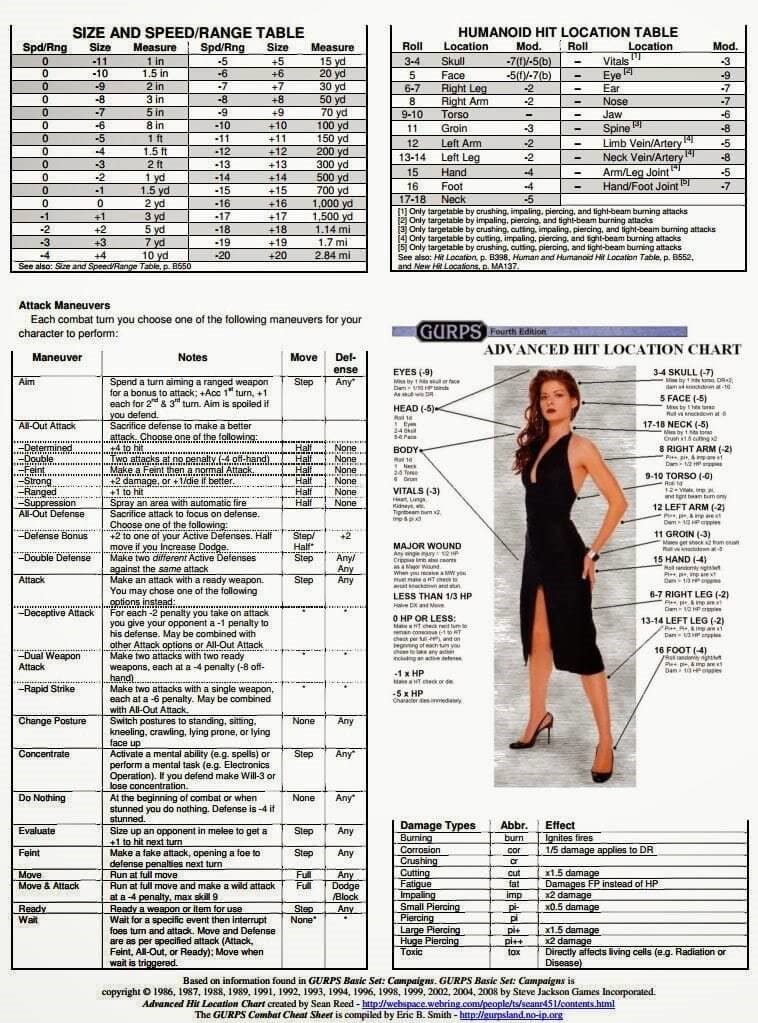 SIZE AND SPEED/RANGE TABLE
Spd/Rng Size Measure Spd/Rng Size Measure
0 -11 1 in -5 +5 15 yd
0 -10 1.5 in -6 +6 20 yd
0 -9 2 in -7 +7 30 yd
0 -8 3 in -8 +8 50 yd
0 -7 5 in -9 +9 70 yd
0 -6 8 in -10 +10 100 yd
0 -5 1 ft -11 +11 150 yd
0 -4 1.5 ft -12 +12 200 yd
0 -3 2 ft -13 +13 300 yd
0 -2 1 yd -14 +14 500 yd
0 -1 1.5 yd -15 +15 700 yd
0 0 2 yd -16 +16 1,000 yd
-1 +1 3 yd -17 +17 1,500 yd
-2 +2 5 yd -18 +18 1.14 mi
-3 +3 7 yd -19 +19 1.7 mi
-4 +4 10 yd -20 +20 2.84 mi
See also: Size and Speed/Range Table, p. B550
HUMANOID HIT LOCATION TABLE
Roll Location Mod. Roll Location Mod.
3-4 Skull -7(f)/-5(b) – Vitals [1] -3
5 Face -5(f)/-7(b) – Eye [2] -9
6-7 Right Leg -2 – Ear -7
8 Right Arm -2 – Nose -7
9-10 Torso – – Jaw -6
11 Groin -3 – Spine [3] -8
12 Left Arm -2 – Limb Vein/Artery [4] -5
13-14 Left Leg -2 – Neck Vein/Artery [4] -8
15 Hand -4 – Arm/Leg Joint [4] -5
16 Foot -4 – Hand/Foot Joint [5] -7
17-18 Neck -5
[1] Only targetable by crushing, impaling, piercing, and tight-beam burning attacks
[2] Only targetable by impaling, piercing, and tight-beam burning attacks
[3] Only targetable by crushing, cutting, impaling, piercing, and tight-beam burning attacks
[4] Only targetable by cutting, impaling, piercing, and tight-beam burning attacks
[5] Only targetable by crushing, cutting, piercing, and tight-beam burning attacks
See also: Hit Location, p. B398, Human and Humanoid Hit Location Table, p. B552,
and New Hit Locations, p. MA137.
Attack Maneuvers
Each combat turn you choose one of the following maneuvers for your
character to perform:
Maneuver Notes Move Def-
ense
Aim Spend a turn aiming a ranged weapon Step Any*
for a bonus to attack; +Acc 1st turn, +1
each for 2nd & 3rd turn. Aim is spoiled if
you defend.
All-Out Attack Sacrifice defense to make a better
attack. Choose one of the following:
–Determined +4 to hit Half None
–Double Two attacks at no penalty (-4 off-hand) Half None
–Feint Make a Feint then a normal Attack. Half None
–Strong +2 damage, or +1/die if better. Half None
–Ranged +1 to hit Half None
–Suppression Spray an area with automatic fire Half None
All-Out Defense Sacrifice attack to focus on defense.
Choose one of the following:
–Defense Bonus +2 to one of your Active Defenses. Half Step/ +2
move if you Increase Dodge. Half*
–Double Defense Make two different Active Defenses Step Any/
against the same attack Any
Attack Make an attack with a ready weapon. Step Any
You may chose one of the following
options instead:
–Deceptive Attack For each -2 penalty you take on attack * *
you give your opponent a -1 penalty to
his defense. May be combined with
other Attack options or All-Out Attack
–Dual Weapon Make two attacks with two ready * *
Attack weapons, each at a -4 penalty (-8 off-
hand)
–Rapid Strike Make two attacks with a single weapon, * *
each at a -6 penalty. May be combined
with All-Out Attack.
Change Posture Switch postures to standing, sitting, None Any
kneeling, crawling, lying prone, or lying
face up
Concentrate Activate a mental ability (e.g. spells) or Step Any*
perform a mental task (e.g. Electronics
Operation). If you defend make Will-3 or
lose concentration.
Do Nothing At the beginning of combat or when None Any*
stunned you do nothing. Defense is -4 if
stunned.
Evaluate Size up an opponent in melee to get a Step Any
+1 to hit next turn
Feint Make a fake attack, opening a foe to Step Any
defense penalties next turn
Move Run at full move Full Any
Move & Attack Run at full move and make a wild attack Full Dodge
at a -4 penalty, max skill 9 /Block
Ready Ready a weapon or item for use Step Any
Wait Wait for a specific event then interrupt None* *
foes turn and attack. Move and Defense
are as per specified attack (Attack,
Feint, All-Out, or Ready); Move when
wait is triggered.
GURPS Fourth Edition
ADVANCED HIT LOCATION CHART
EYES (-9)
Miss by 1 hits skull or face
Dam > 1/10 HP blinds
As skull w/o DR
HEAD (-5)
Roll 1d
1 Eyes
2-4 Skull
5-6 Face
BODY
Roll 1d
1 Neck
2-5 Torso
6 Groin
VITALS (-3)
Heart, Lungs,
Kidneys, etc.
Tightbeam burn x2,
Imp & pi x3
MAJOR WOUND
Any single injury > 1/2 HP
Crippled limb also counts
as a Major Wound.
When you receive a MW you
must make a HT check to
avoid knockdown and stun.
LESS THAN 1/3 HP
Halve DX and Move.
0 HP OR LESS:
Make a HT check next turn to
remain conscious (-1 to HT
check per full -HP), and on
beginning of each turn you
chose to take any action
including an active defense.
-1 x HP
Make a HT check or die.
-5 x HP
Character dies immediately.
3-4 SKULL (-7)
Miss by 1 hits torso, DR+2,
dam x4 knockdown at -10
5 FACE (-5)
Miss by 1 hits torso
Roll vs knockdown at -5
17-18 NECK (-5)
Miss by 1 hits torso
Crush x1.5 cutting x2
8 RIGHT ARM (-2)
Pi++, pi+, & imp are x1
Dam > 1/2 HP cripples
9-10 TORSO (-0)
Roll 1d
1-2 = Vitals, imp, pi,
and tight beam burn only
12 LEFT ARM (-2)
Pi++, pi+, & imp are x1
Dam > 1/2 HP cripples
11 GROIN (-3)
Males get shock x2 from crush
Roll vs knockdown at -5
15 HAND (-4)
Roll randomly right/left
Pi++, pi+, & imp are x1
Dam > 1/3 HP cripples
6-7 RIGHT LEG (-2)
Pi++, pi+, & imp are x1
Dam > 1/2 HP cripples
13-14 LEFT LEG (-2)
Pi++, pi+, & imp are x1
Dam > 1/2 HP cripples
16 FOOT (-4)
Roll randomly right/left
Pi++, pi+, & imp are x1
Dam > 1/3 HP cripples
Damage Types Abbr. Effect
Burning burn Ignites fires
Corrosion cor 1/5 damage applies to DR
Crushing cr
Cutting cut x1.5 damage
Fatigue fat Damages FP instead of HP
Impaling imp x2 damage
Small Piercing pi- x0.5 damage
Piercing pi
Large Piercing pi+ x1.5 damage
Huge Piercing pi++ x2 damage
Toxic tox Directly affects living cells (e.g. Radiation or
Disease)
Based on information found in GURPS Basic Set: Campaigns. GURPS Basic Set: Campaigns is
copyright © 1986, 1987, 1988, 1989, 1991, 1992, 1993, 1994, 1996, 1998, 1999, 2002, 2004, 2008 by Steve Jackson Games Incorporated.
Advanced Hit Location Chart created by Sean Reed - http://webspace.webring.com/people/ts/seanr451/contents.html
The GURPS Combat Cheat Sheet is compiled by Eric B. Smith - http://gurpsland.no-ip.org